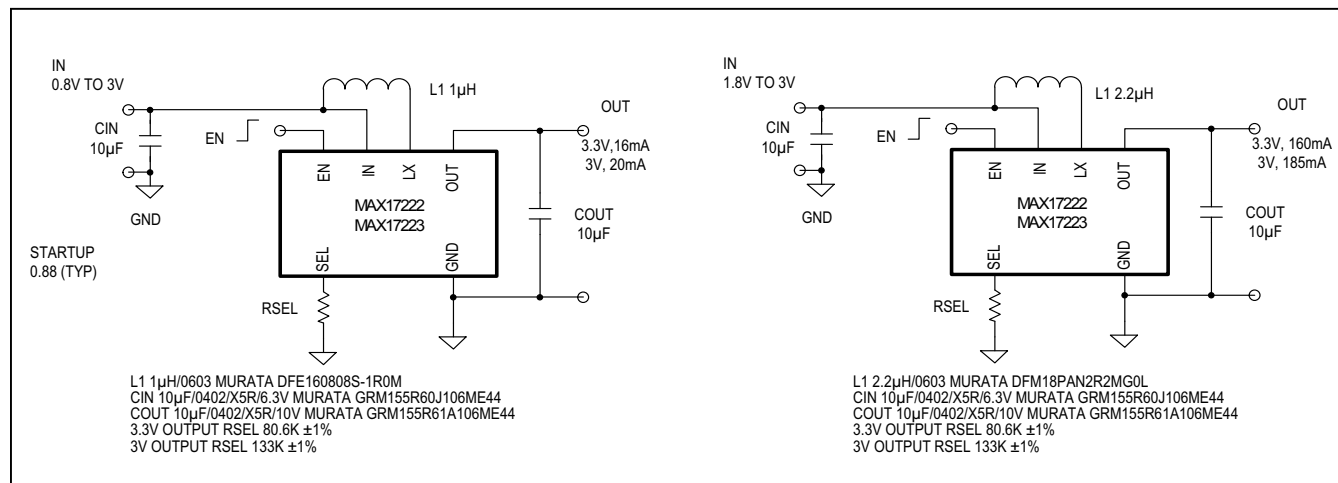 IN
0.8V TO 3V
L1 1µH
OUT
CIN
10µF
EN
3.3V,16mA
3V, 20mA
EN
IN
LX
OUT
MAX17222
MAX17223
COUT
10µF
GND
STARTUP
0.88 (TYP)
SEL
GND
RSEL
L1 1µH/0603 MURATA DFE160808S-1R0M
CIN 10µF/0402/X5R/6.3V MURATA GRM155R60J106ME44
COUT 10µF/0402/X5R/10V MURATA GRM155R61A106ME44
3.3V OUTPUT RSEL 80.6K ±1%
3V OUTPUT RSEL 133K ±1%
IN
1.8V TO 3V
L1 2.2µH
OUT
CIN
10µF
EN
3.3V, 160mA
3V, 185mA
EN
IN
LX
OUT
MAX17222
MAX17223
COUT
10µF
GND
SEL
GND
RSEL
L1 2.2µH/0603 MURATA DFM18PAN2R2MG0L
CIN 10µF/0402/X5R/6.3V MURATA GRM155R60J106ME44
COUT 10µF/0402/X5R/10V MURATA GRM155R61A106ME44
3.3V OUTPUT RSEL 80.6K ±1%
3V OUTPUT RSEL 133K ±1%